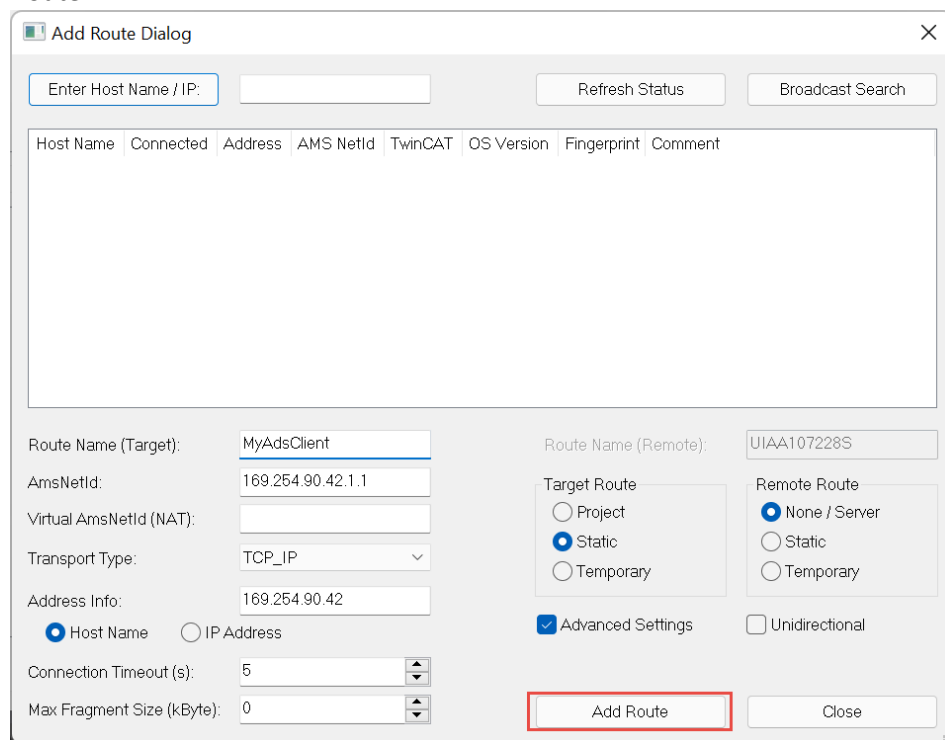 Add Route Dialog
Enter Host Name / IP:
Refresh Status
Broadcast Search
Host Name Connected Address AMS NetId TwinCAT OS Version Fingerprint Comment
Route Name (Target): MyAdsClient
Route Name (Remote): UIAA107228S
AmsNetId: 169.254.90.42.1.1
Virtual AmsNetId (NAT):
Transport Type: TCP_IP
Address Info: 169.254.90.42
Host Name IP Address
Connection Timeout (s): 5
Max Fragment Size (kByte): 0
Target Route
Project
Static
Temporary
Remote Route
None / Server
Static
Temporary
Advanced Settings
Unidirectional
Add Route
Close